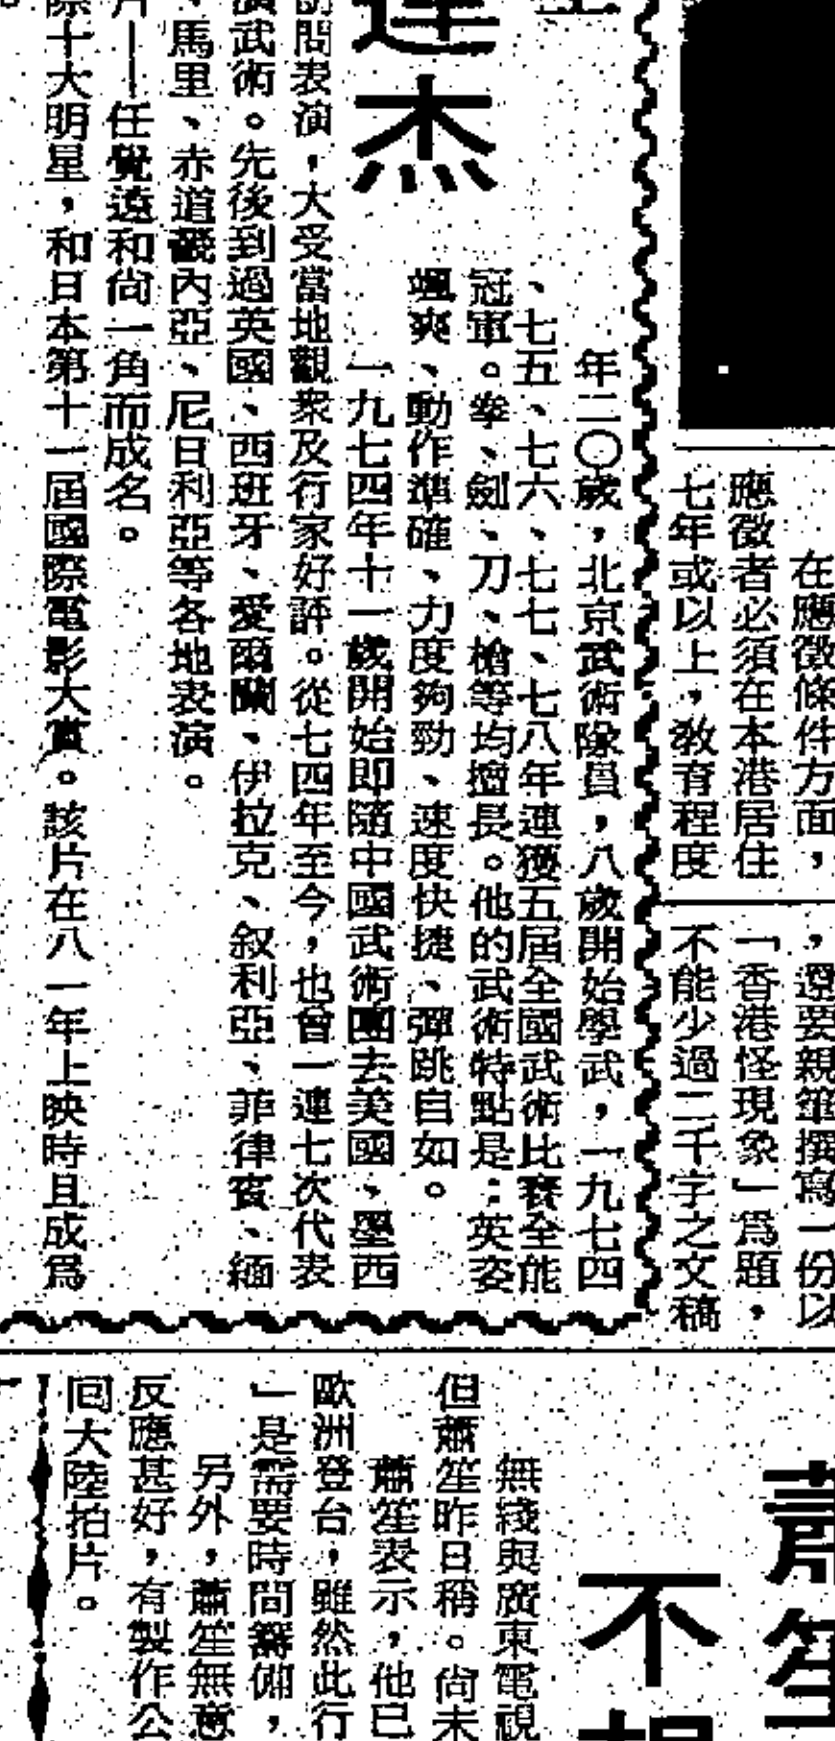 應徵者必須在本港居住
七年或以上，教育程度
在應徵條件方面，
，還要親筆撰寫一份以
「香港怪現象」為題，
不能少過二千字之文稿
杰
年二〇歲，北京武術隊員，八歲開始學武，一九七四
、七五、七六、七七、七八年連獲五屆全國武術比賽全能
冠軍。拳、劍、刀、槍等均擅長。他的武術特點是：英姿
颯爽、動作準確、力度夠勁、速度快捷、彈跳自如。
一九七四年十一歲開始即隨中國武術團去美國、墨西
問表演，大受當地觀衆及行家好評。從七四年至今，也曾一連七次代表
武術。先後到過英國、西班牙、愛爾蘭、伊拉克、叙利亞、菲律賓、緬
、馬里、赤道畿內亞、尼日利亞等各地表演。
片——任覺遠和尚一角而成名。
際十大明星，和日本第十一屆國際電影大賞。該片在八一年上映時且成爲
笙
不
無綫與廣東電視
但蕭笙昨日稱。尚未
蕭笙表示，他已
歐洲登台，雖然此行
」是需要時間籌備，
另外，蕭笙無意
反應甚好，有製作公
回大陸拍片。